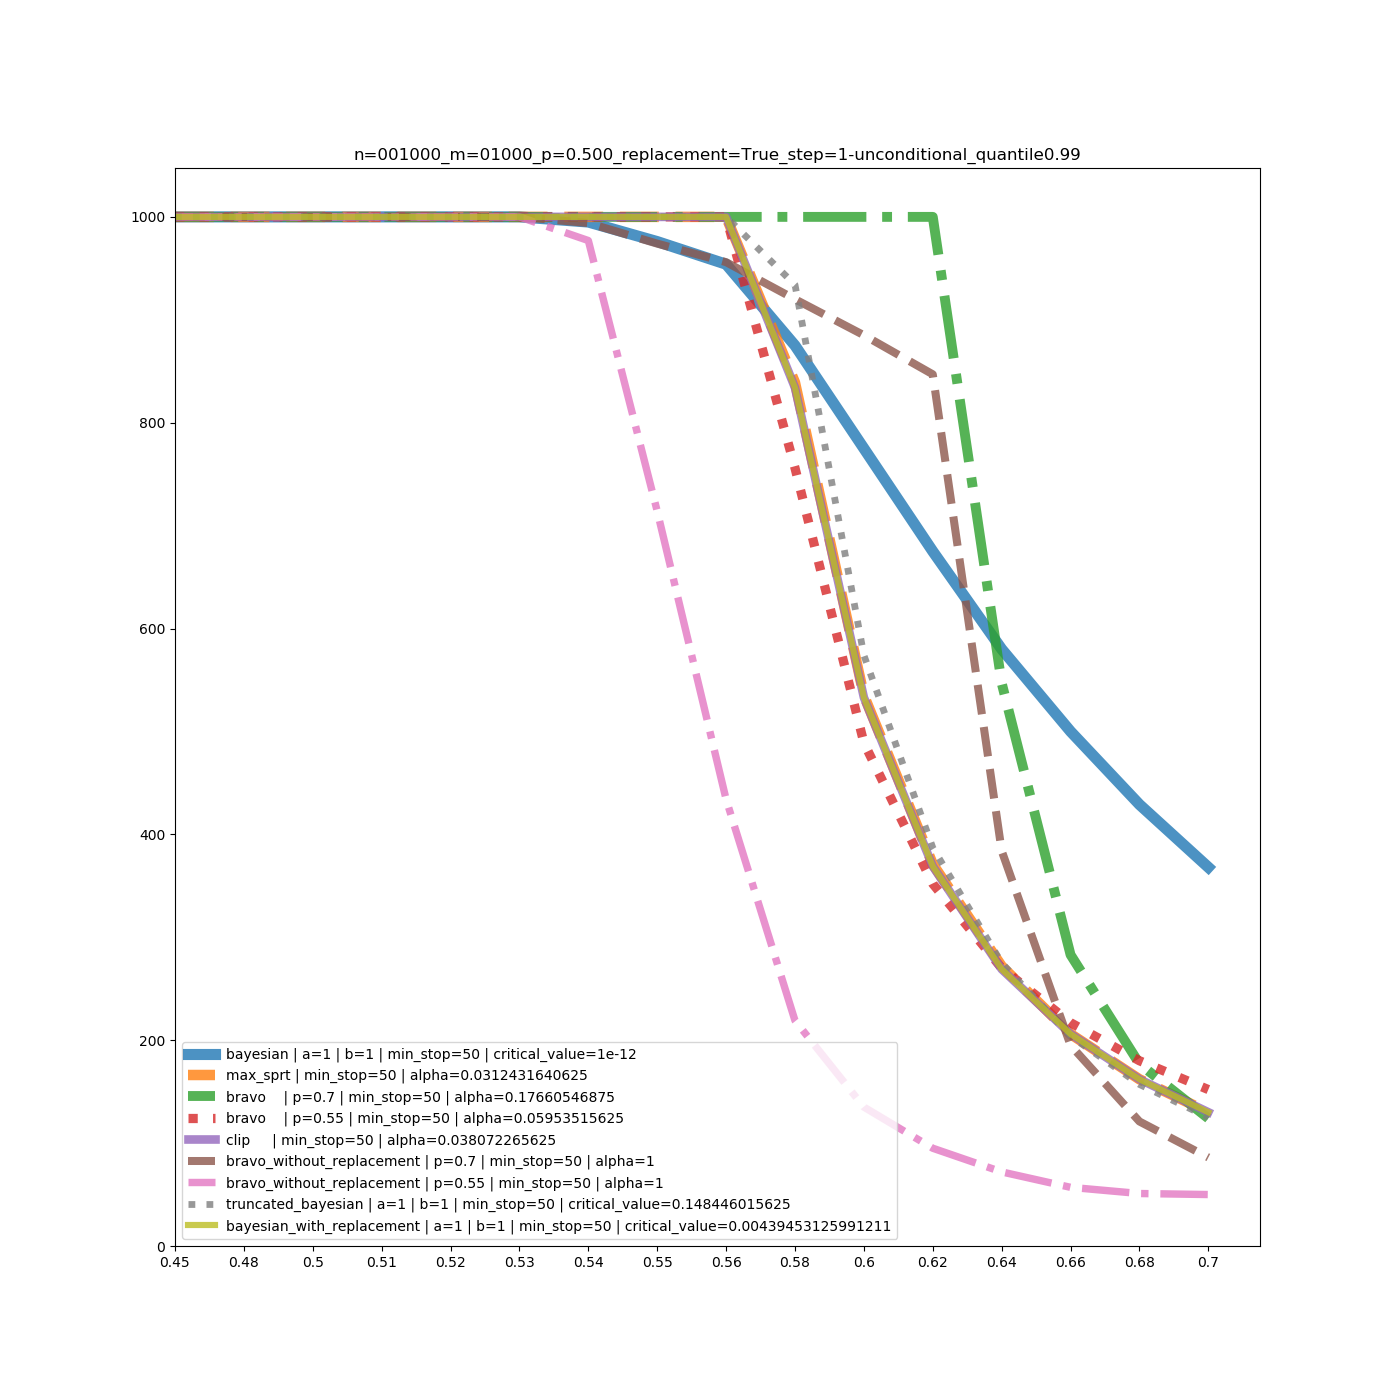 n=001000_m=01000_p=0.500_replacement=True_step=1-unconditional_quantile0.99
1000
800
600
400
200
0
bayesian | a=1 | b=1 | min_stop=50 | critical_value=1e-12
max_sprt | min_stop=50 | alpha=0.0312431640625
bravo    | p=0.7 | min_stop=50 | alpha=0.17660546875
bravo    | p=0.55 | min_stop=50 | alpha=0.05953515625
clip     | min_stop=50 | alpha=0.038072265625
bravo_without_replacement | p=0.7 | min_stop=50 | alpha=1
bravo_without_replacement | p=0.55 | min_stop=50 | alpha=1
truncated_bayesian | a=1 | b=1 | min_stop=50 | critical_value=0.148446015625
bayesian_with_replacement | a=1 | b=1 | min_stop=50 | critical_value=0.00439453125991211
0.45 0.48 0.5 0.51 0.52 0.53 0.54 0.55 0.56 0.58 0.6 0.62 0.64 0.66 0.68 0.7